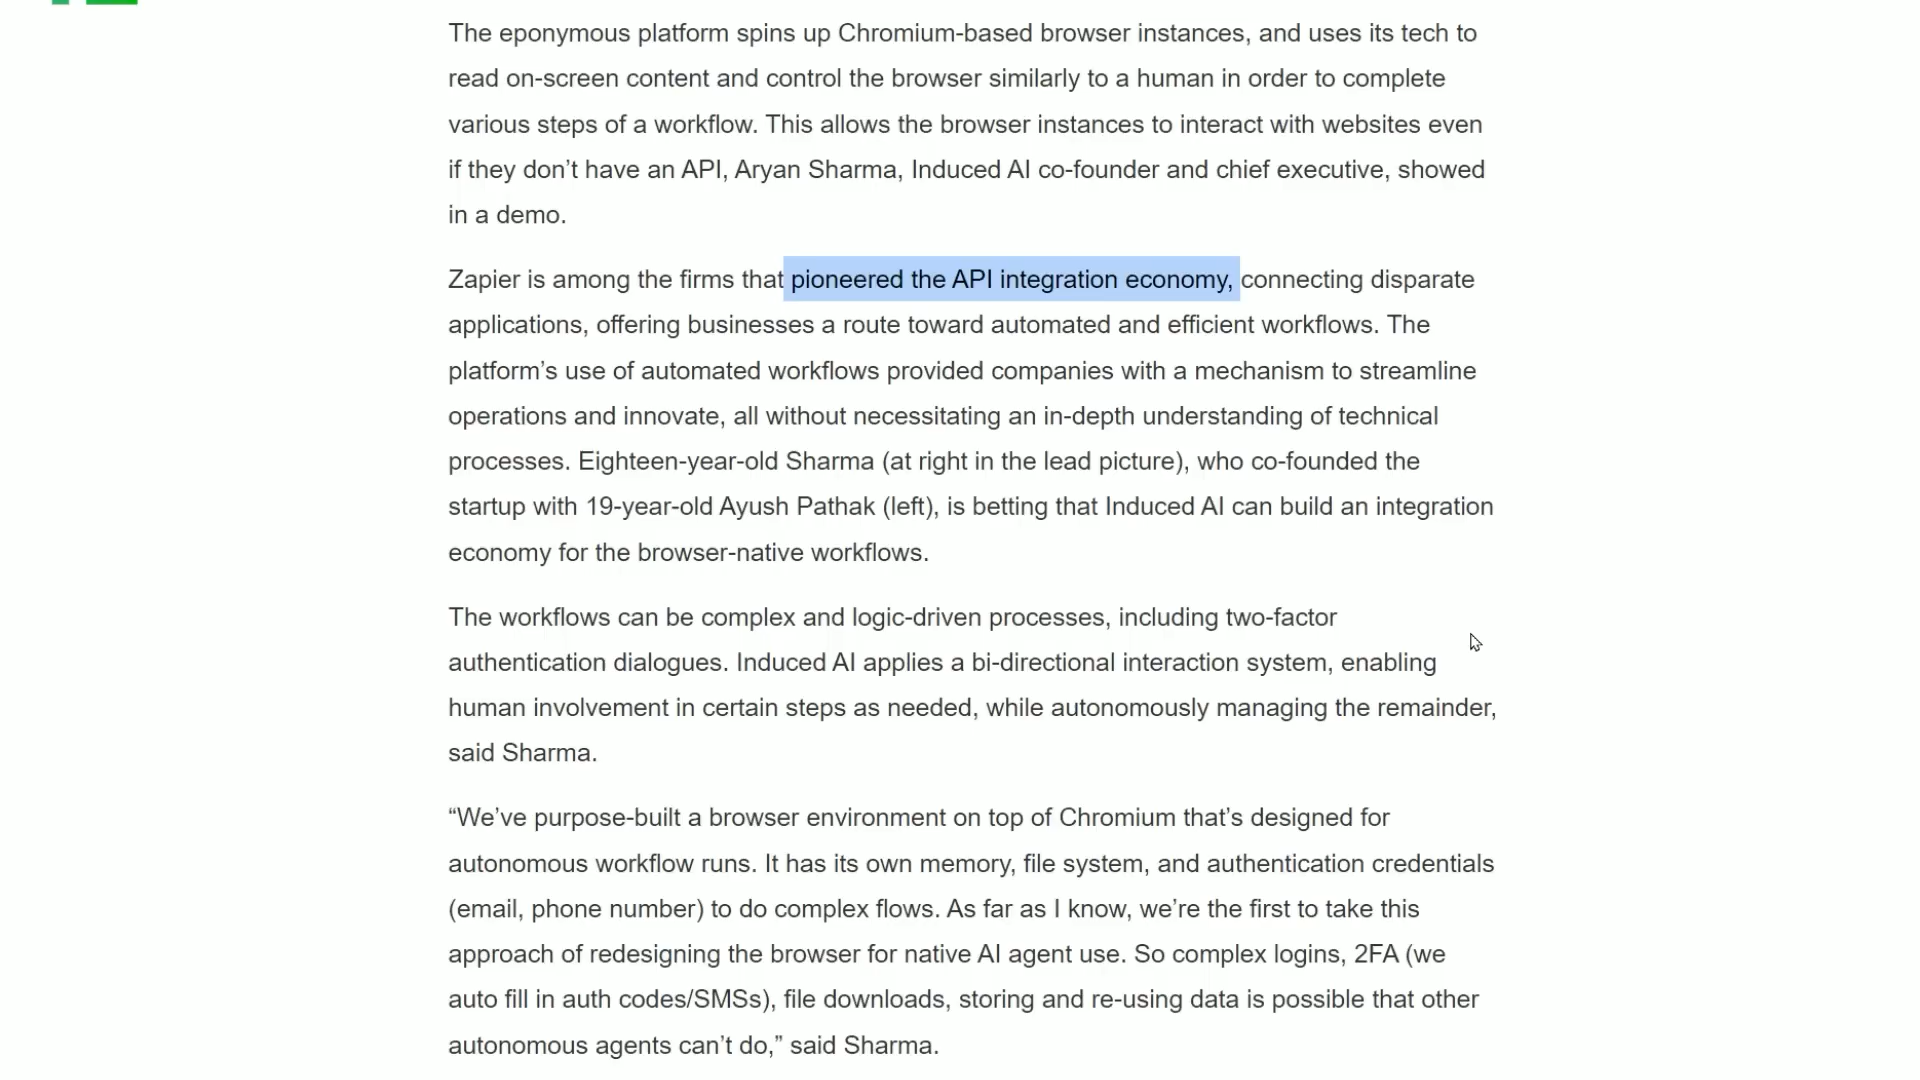 The eponymous platform spins up Chromium-based browser instances, and uses its tech to
read on-screen content and control the browser similarly to a human in order to complete
various steps of a workflow. This allows the browser instances to interact with websites even
if they don’t have an API, Aryan Sharma, Induced AI co-founder and chief executive, showed
in a demo.
Zapier is among the firms that pioneered the API integration economy, connecting disparate
applications, offering businesses a route toward automated and efficient workflows. The
platform’s use of automated workflows provided companies with a mechanism to streamline
operations and innovate, all without necessitating an in-depth understanding of technical
processes. Eighteen-year-old Sharma (at right in the lead picture), who co-founded the
startup with 19-year-old Ayush Pathak (left), is betting that Induced AI can build an integration
economy for the browser-native workflows.
The workflows can be complex and logic-driven processes, including two-factor
authentication dialogues. Induced AI applies a bi-directional interaction system, enabling
human involvement in certain steps as needed, while autonomously managing the remainder,
said Sharma.
“We’ve purpose-built a browser environment on top of Chromium that’s designed for
autonomous workflow runs. It has its own memory, file system, and authentication credentials
(email, phone number) to do complex flows. As far as I know, we’re the first to take this
approach of redesigning the browser for native AI agent use. So complex logins, 2FA (we
auto fill in auth codes/SMSs), file downloads, storing and re-using data is possible that other
autonomous agents can’t do,” said Sharma.